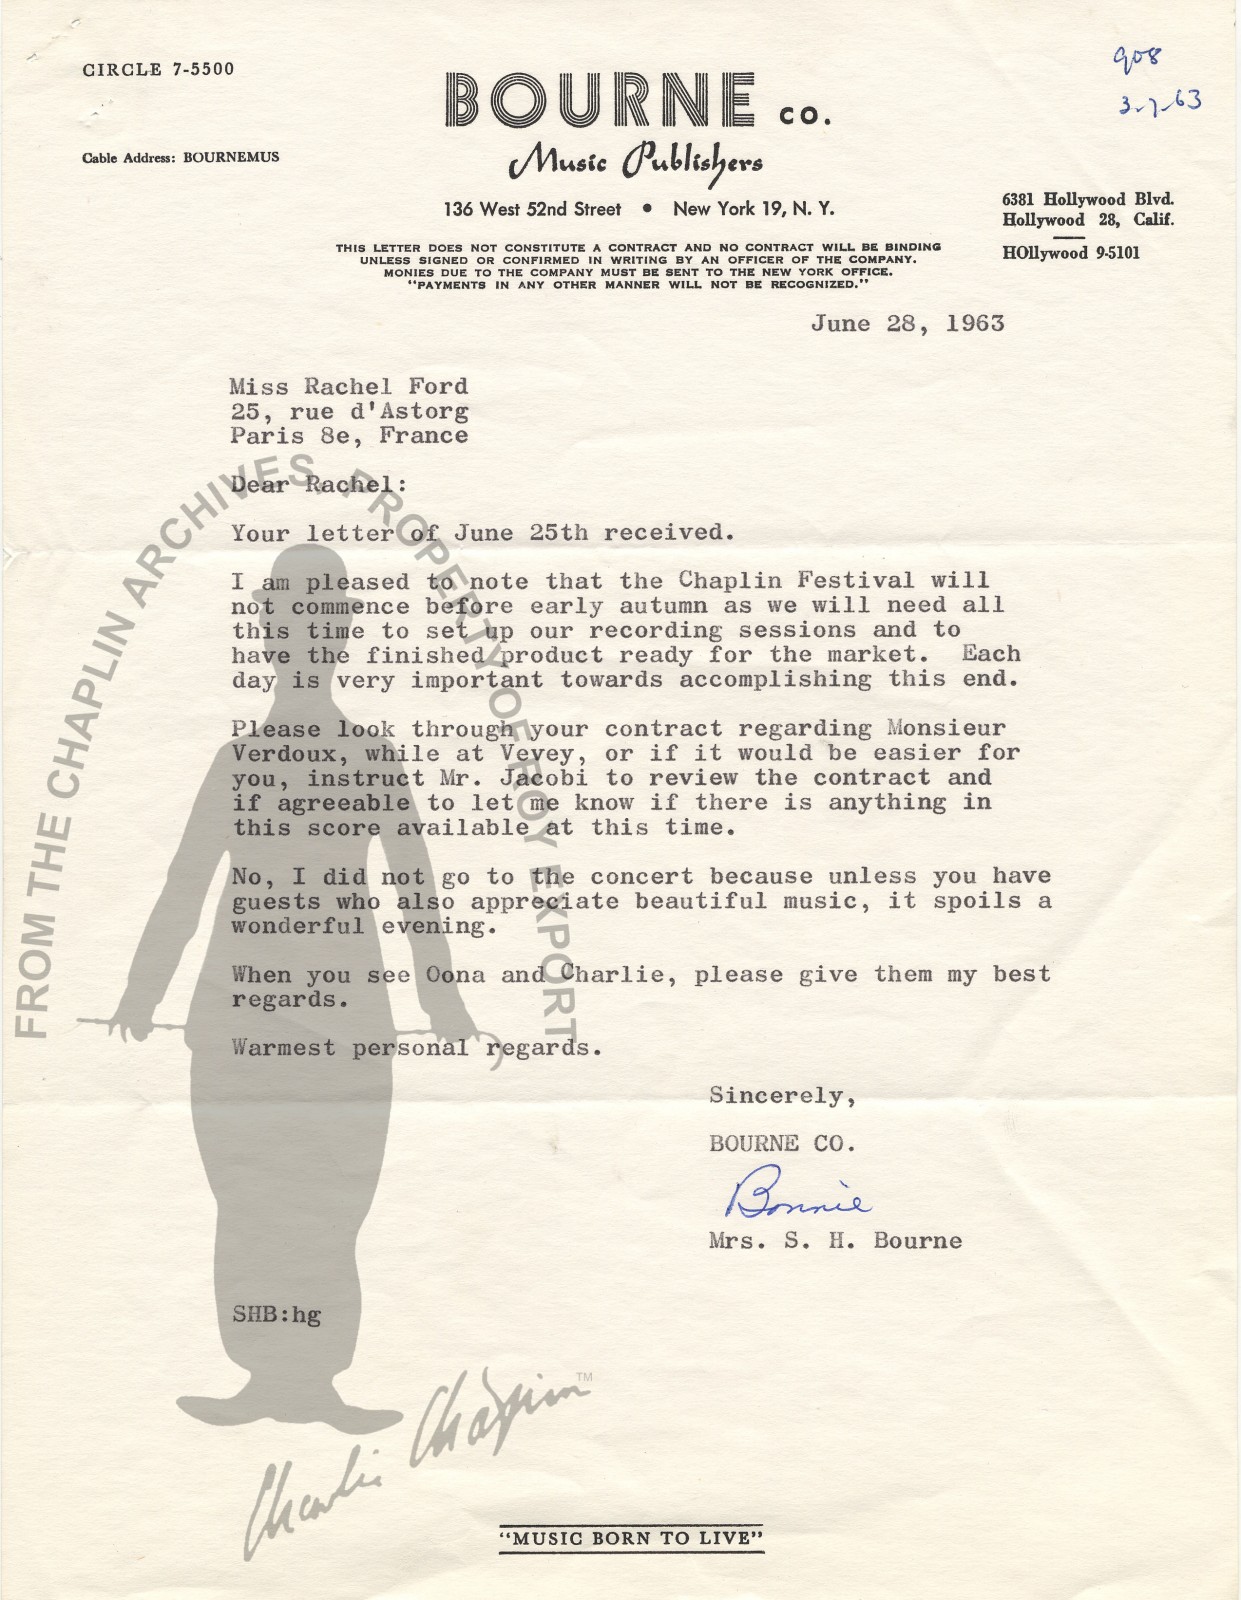 CIRCLE 7-5500
908
3-7-63
BOURNE CO.
Music Publishers
Cable Address: BOURNEMUS
136 West 52nd Street • New York 19, N. Y.
6381 Hollywood Blvd.
Hollywood 28, Calif.
HOllywood 9-5101
THIS LETTER DOES NOT CONSTITUTE A CONTRACT AND NO CONTRACT WILL BE BINDING
UNLESS SIGNED OR CONFIRMED IN WRITING BY AN OFFICER OF THE COMPANY.
MONIES DUE TO THE COMPANY MUST BE SENT TO THE NEW YORK OFFICE.
"PAYMENTS IN ANY OTHER MANNER WILL NOT BE RECOGNIZED."
June 28, 1963
Miss Rachel Ford
25, rue d'Astorg
Paris 8e, France
Dear Rachel:
Your letter of June 25th received.
I am pleased to note that the Chaplin Festival will
not commence before early autumn as we will need all
this time to set up our recording sessions and to
have the finished product ready for the market. Each
day is very important towards accomplishing this end.
Please look through your contract regarding Monsieur
Verdoux, while at Vevey, or if it would be easier for
you, instruct Mr. Jacobi to review the contract and
if agreeable to let me know if there is anything in
this score available at this time.
No, I did not go to the concert because unless you have
guests who also appreciate beautiful music, it spoils a
wonderful evening.
When you see Oona and Charlie, please give them my best
regards.
Warmest personal regards.
Sincerely,
BOURNE CO.
Bonnie
Mrs. S. H. Bourne
SHB:hg
FROM THE CHAPLIN ARCHIVES, PROPERTY OF ROY EXPORT
Charlie Chaplin TM
"MUSIC BORN TO LIVE"